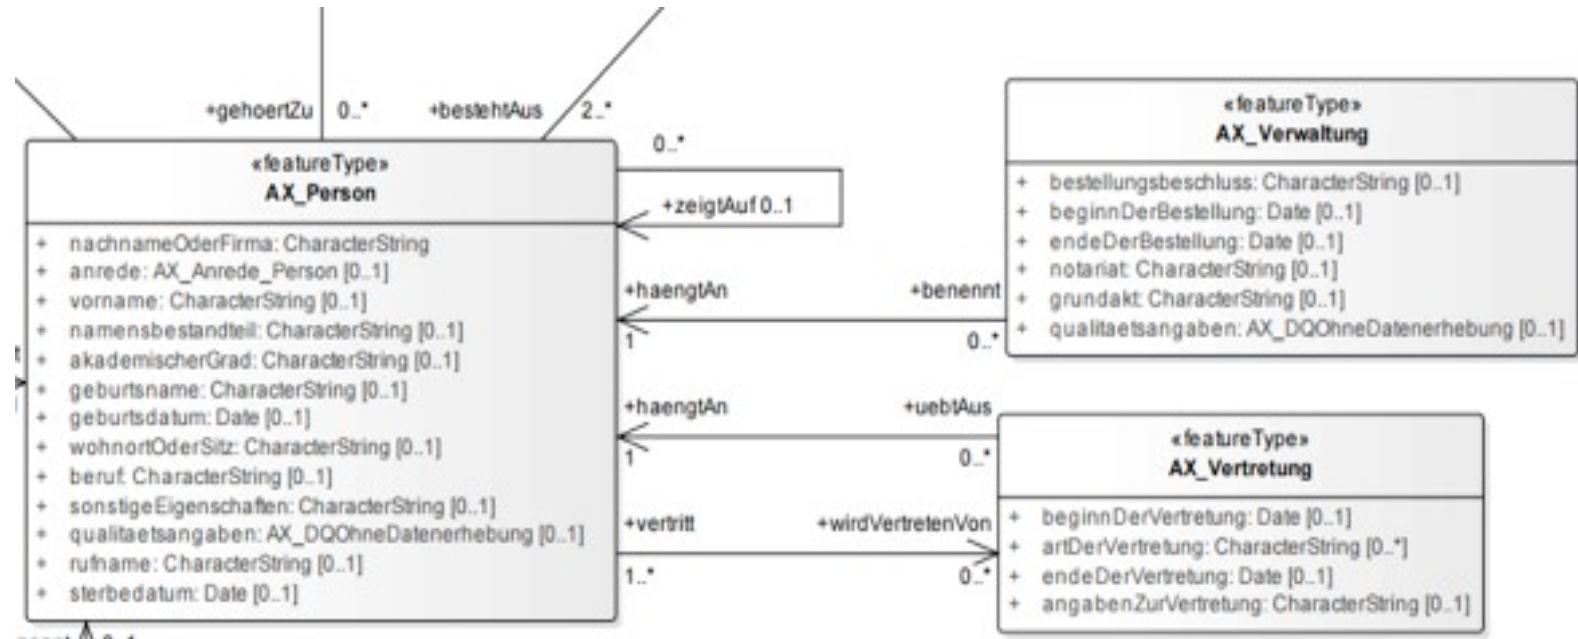 +gehoertZu 0..* +bestehtAus 2..*
«featureType»
AX_Person
+ nachnameOderFirma: CharacterString
+ anrede: AX_Anrede_Person [0..1]
+ vorname: CharacterString [0..1]
+ namensbestandteil: CharacterString [0..1]
+ akademischerGrad: CharacterString [0..1]
+ geburtsname: CharacterString [0..1]
+ geburtsdatum: Date [0..1]
+ wohnortOderSitz: CharacterString [0..1]
+ beruf: CharacterString [0..1]
+ sonstigeEigenschaften: CharacterString [0..1]
+ qualitaetsangaben: AX_DQOhneDatenerhebung [0..1]
+ rufname: CharacterString [0..1]
+ sterbedatum: Date [0..1]
0..*
+zeigtAuf 0..1
+haengtAn +benennt
1 0..*
+haengtAn +uebtAus
1 0..*
+vertritt +wirdVertretenVon
1..* 0..*
«featureType»
AX_Verwaltung
+ bestellungsbeschluss: CharacterString [0..1]
+ beginnDerBestellung: Date [0..1]
+ endeDerBestellung: Date [0..1]
+ notariat: CharacterString [0..1]
+ grundakt: CharacterString [0..1]
+ qualitaetsangaben: AX_DQOhneDatenerhebung [0..1]
«featureType»
AX_Vertretung
+ beginnDerVertretung: Date [0..1]
+ artDerVertretung: CharacterString [0..*]
+ endeDerVertretung: Date [0..1]
+ angabenZurVertretung: CharacterString [0..1]